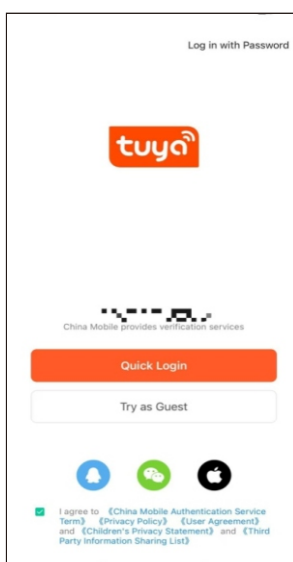 Log in with Password
tuya
China Mobile provides verification services
Quick Login
Try as Guest
I agree to 《China Mobile Authentication Service
Term》 《Privacy Policy》 《User Agreement》
and 《Children's Privacy Statement》 and 《Third
Party Information Sharing List》